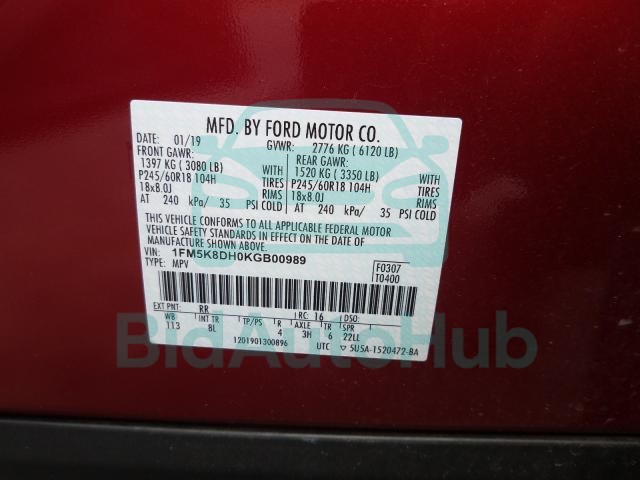 MFD. BY FORD MOTOR CO.
DATE: 01/19 GVWR: 2776 KG ( 6120 LB)
FRONT GAWR: REAR GAWR:
1397 KG ( 3080 LB) 1520 KG ( 3350 LB)
P245/60R18 104H TIRES P245/60R18 104H TIRES
18x8.0J RIMS 18x8.0J RIMS
AT 240 kPa/ 35 PSI COLD AT 240 kPa/ 35 PSI COLD
THIS VEHICLE CONFORMS TO ALL APPLICABLE FEDERAL MOTOR
VEHICLE SAFETY STANDARDS IN EFFECT ON THE DATE OF
MANUFACTURE SHOWN ABOVE.
VIN: 1FM5K8DH0KGB00989
TYPE: MPV
F0307
T0400
EXT PNT: RR RC: 16
WB INT TR TP/PS R AXLE TR SPR
113 BL 4 3H 6 22LL
1201901300896 UTC ▽ 5U5A-1520472-BA
BidAutoHub